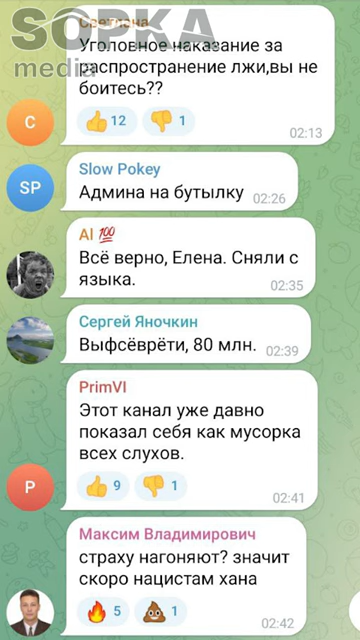 SOPKA
media
Светлана
Уголовное наказание за
распространение лжи,вы не
боитесь??
👍 12 👎 1
02:13
С
Slow Pokey
Админа на бутылку 02:26
SP
AI 💯
Всё верно, Елена. Сняли с
языка.
02:35
Сергей Яночкин
Выфсёврёти, 80 млн. 02:39
PrimVI
Этот канал уже давно
показал себя как мусорка
всех слухов.
👍 9 👎 1
02:41
P
Максим Владимирович
страху нагоняют? значит
скоро нацистам хана
🔥 5 💩 1
02:42